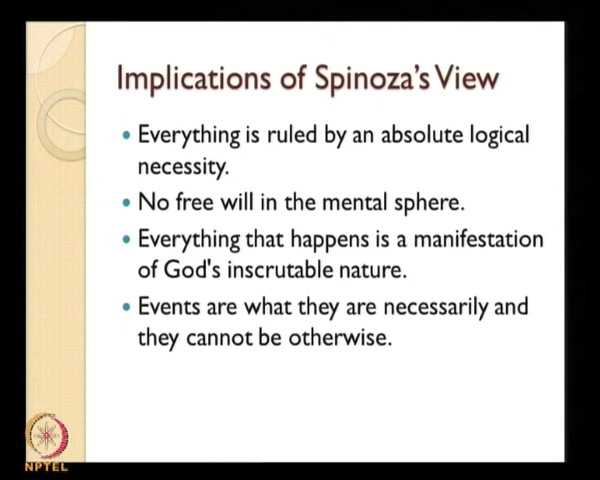 Implications of Spinoza's View
• Everything is ruled by an absolute logical
necessity.
• No free will in the mental sphere.
• Everything that happens is a manifestation
of God's inscrutable nature.
• Events are what they are necessarily and
they cannot be otherwise.
NPTEL